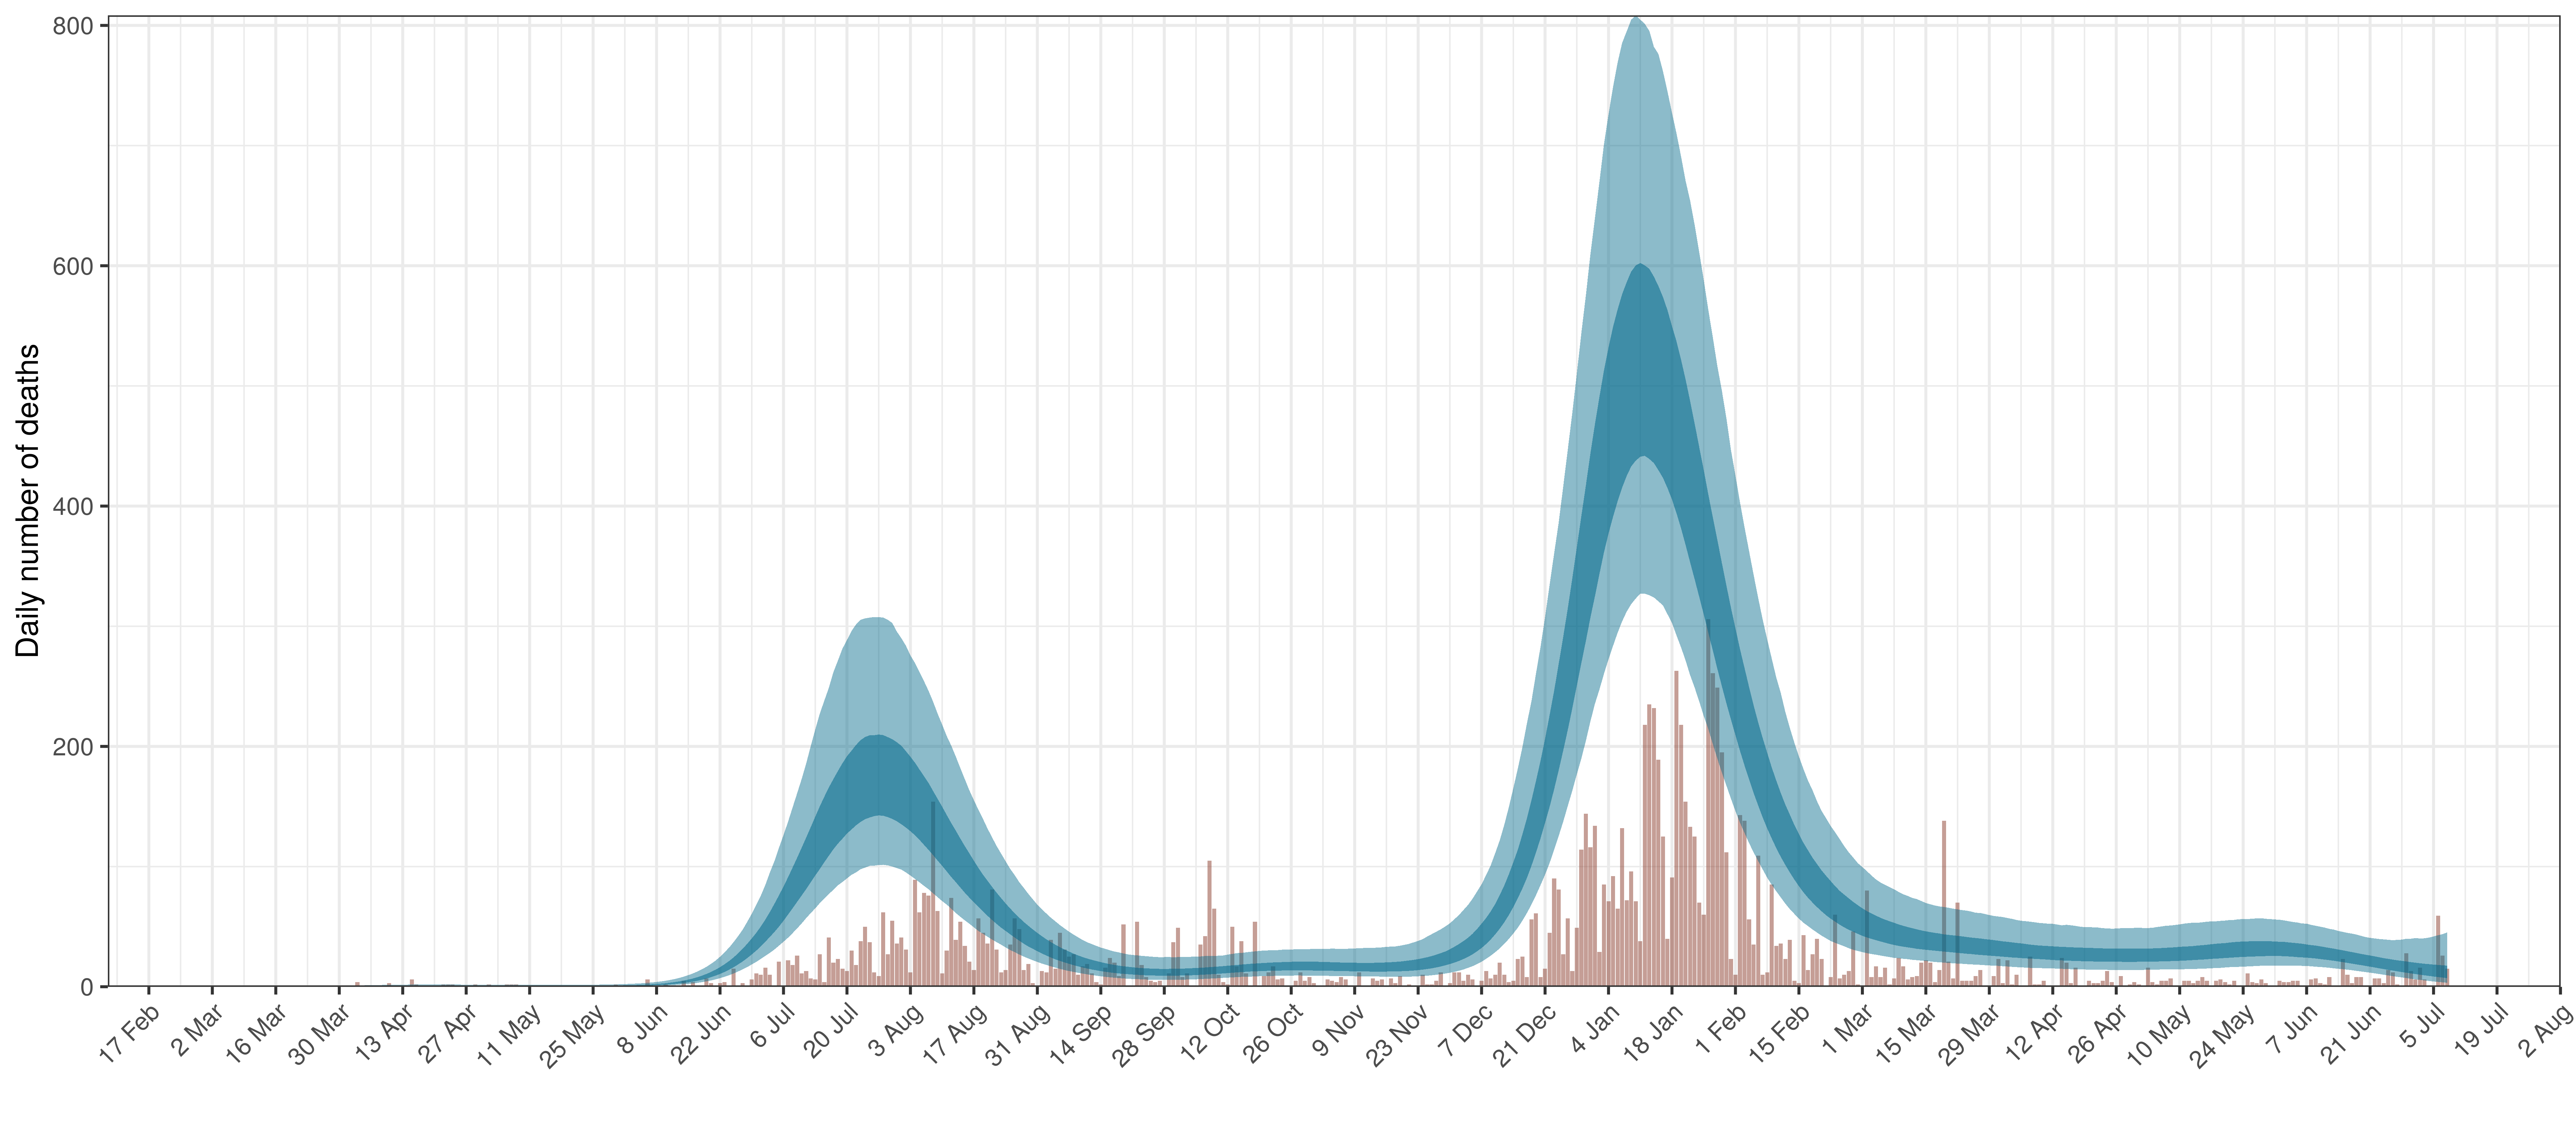 Daily number of deaths
800
600
400
200
0
17 Feb
2 Mar
16 Mar
30 Mar
13 Apr
27 Apr
11 May
25 May
8 Jun
22 Jun
6 Jul
20 Jul
3 Aug
17 Aug
31 Aug
14 Sep
28 Sep
12 Oct
26 Oct
9 Nov
23 Nov
7 Dec
21 Dec
4 Jan
18 Jan
1 Feb
15 Feb
1 Mar
15 Mar
29 Mar
12 Apr
26 Apr
10 May
24 May
7 Jun
21 Jun
5 Jul
19 Jul
2 Aug